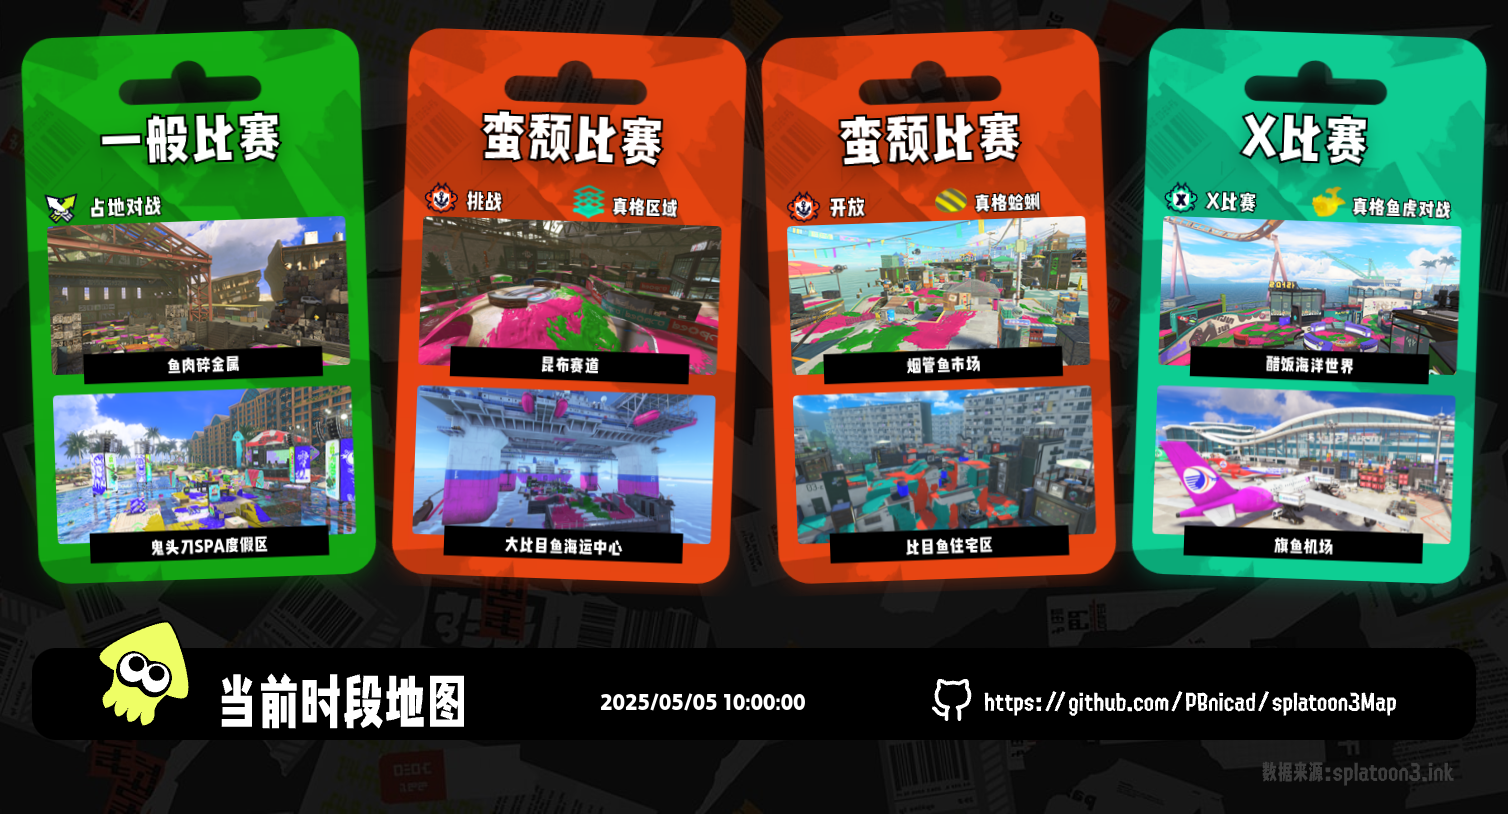 一般比赛
占地对战
鱼肉碎金属
鬼头刀SPA度假区
蛮颓比赛
挑战
真格区域
昆布赛道
大比目鱼海运中心
蛮颓比赛
开放
真格蛤蜊
烟管鱼市场
比目鱼住宅区
X比赛
X比赛
真格鱼虎对战
醋饭海洋世界
旗鱼机场
当前时段地图
2025/05/05 10:00:00
https://github.com/PBnicad/splatoon3Map
数据来源:splatoon3.ink